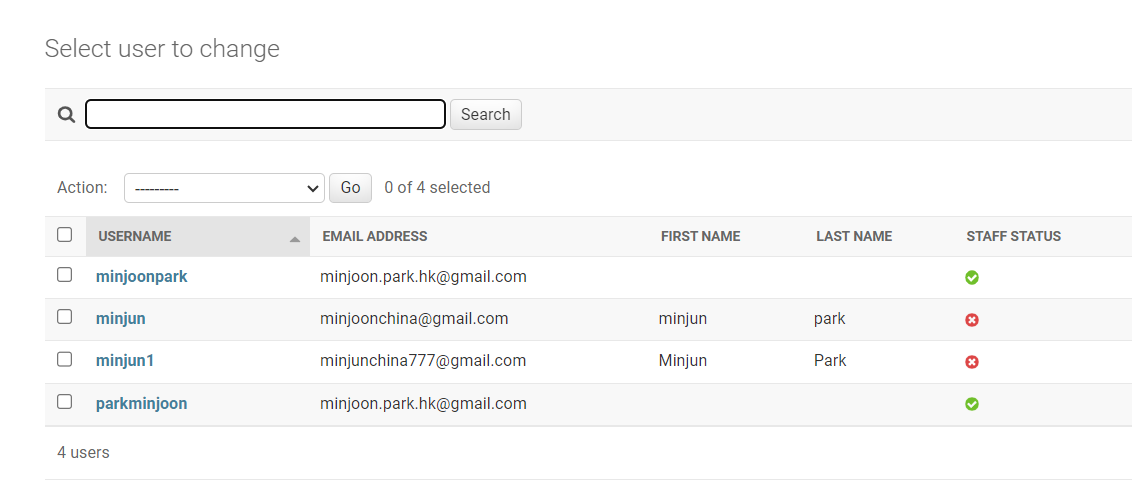 Select user to change
Search
Action: --------- Go 0 of 4 selected
USERNAME EMAIL ADDRESS FIRST NAME LAST NAME STAFF STATUS
minjoonpark minjoon.park.hk@gmail.com
minjun minjoonchina@gmail.com minjun park
minjun1 minjunchina777@gmail.com Minjun Park
parkminjoon minjoon.park.hk@gmail.com
4 users